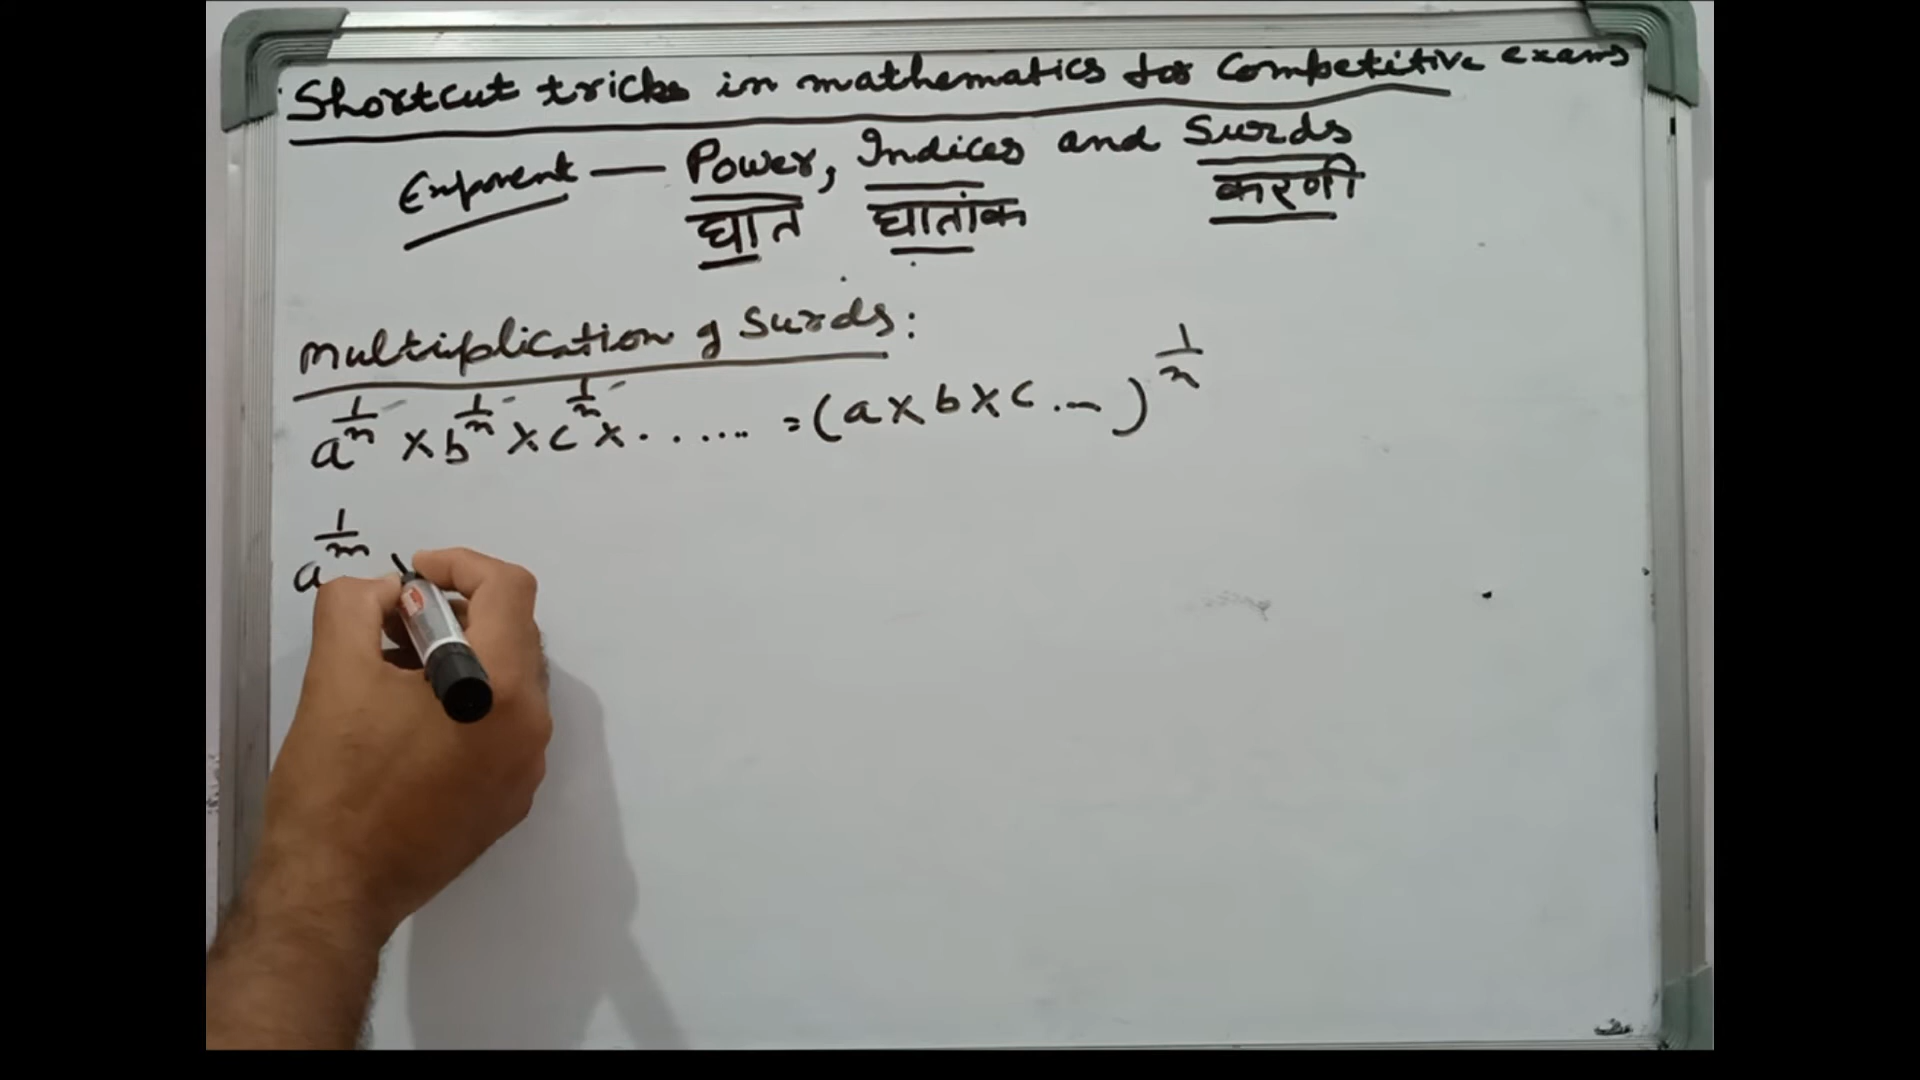 Shortcut tricks in mathematics for Competitive exams
Exponent — Power, Indices and Surds
घात घातांक करणी
Multiplication of Surds:
a^{1/n} × b^{1/n} × c^{1/n} × ...... = (a × b × c ...)^{1/n}
a^{1/m}